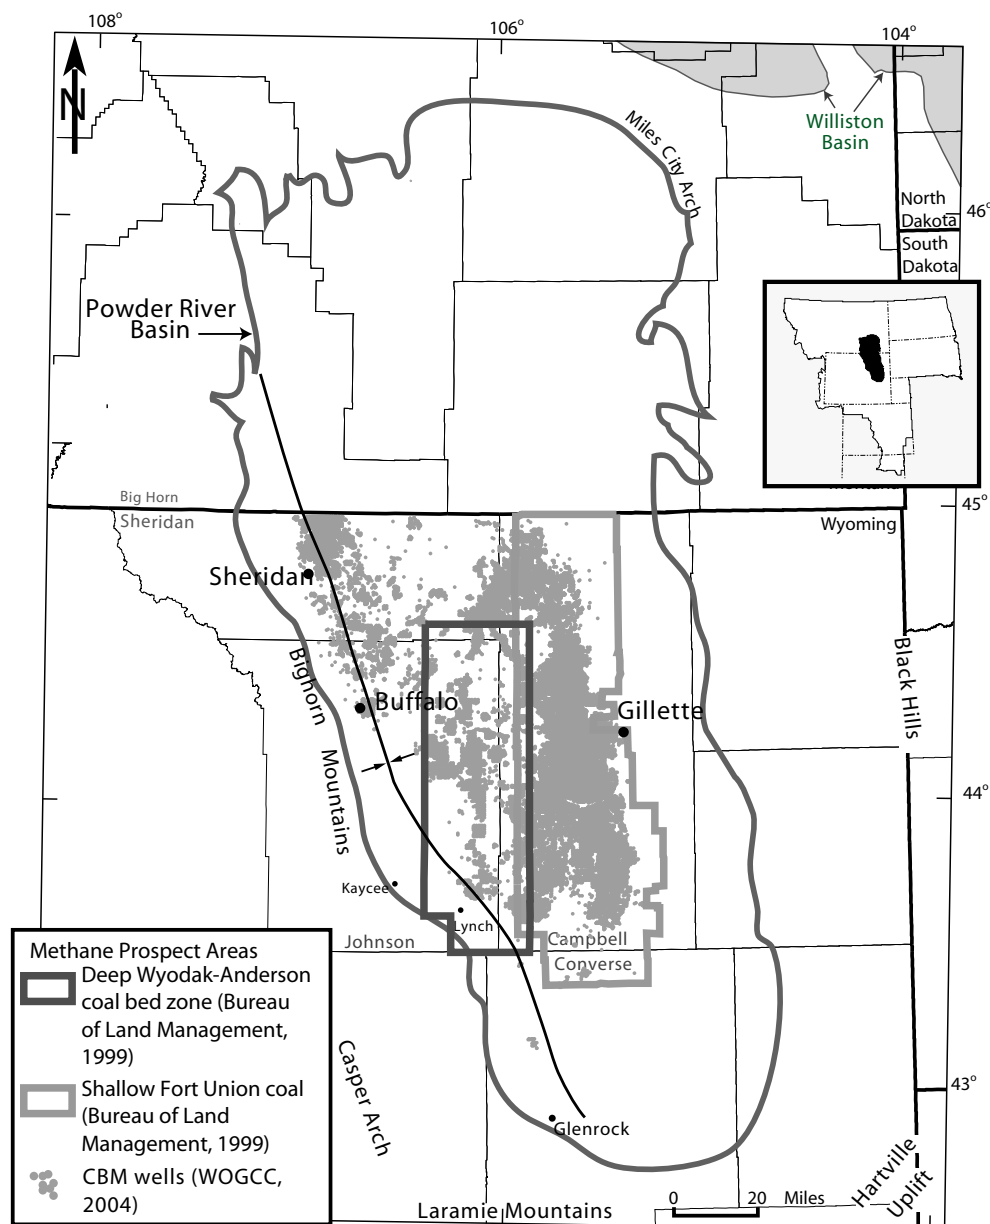 108°
106°
104°
N
Miles City Arch
Williston
Basin
46°
North
Dakota
South
Dakota
Powder River
Basin
Montana
Big Horn
Sheridan
45°
Wyoming
Sheridan
Black Hills
Bighorn
Mountains
Buffalo
Gillette
44°
Kaycee
Lynch
Johnson
Campbell
Converse
Methane Prospect Areas
Deep Wyodak-Anderson
coal bed zone (Bureau
of Land Management,
1999)
Shallow Fort Union coal
(Bureau of Land
Management, 1999)
CBM wells (WOGCC,
2004)
Casper Arch
43°
Glenrock
Hartville
Uplift
0 20 Miles
Laramie Mountains